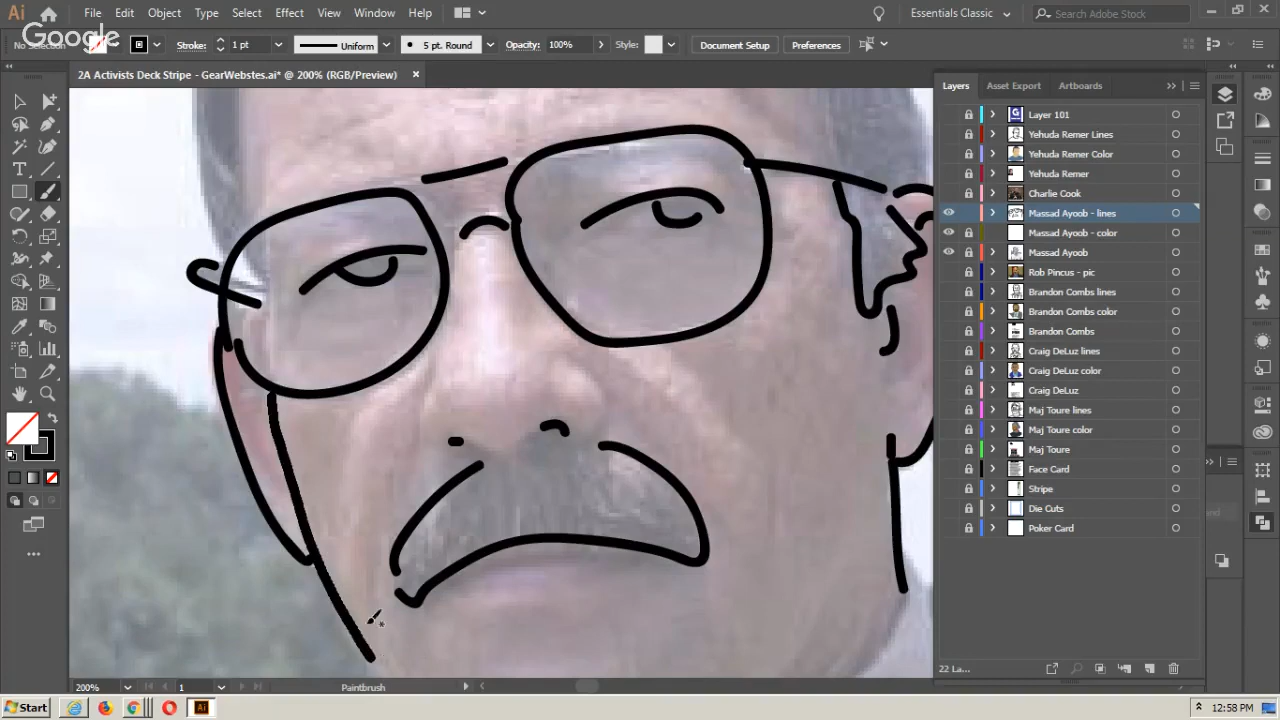 Ai File Edit Object Type Select Effect View Window Help Essentials Classic Search Adobe Stock
Google
No Selection Stroke: 1 pt Uniform 5 pt. Round Opacity: 100% Style: Document Setup Preferences
2A Activists Deck Stripe - GearWebstes.ai* @ 200% (RGB/Preview)
Layers Asset Export Artboards
Layer 101
Yehuda Remer Lines
Yehuda Remer Color
Yehuda Remer
Charlie Cook
Massad Ayoob - lines
Massad Ayoob - color
Massad Ayoob
Rob Pincus - pic
Brandon Combs lines
Brandon Combs color
Brandon Combs
Craig DeLuz lines
Craig DeLuz color
Craig DeLuz
Maj Toure lines
Maj Toure color
Maj Toure
Face Card
Stripe
Die Cuts
Poker Card
22 La...
200% 1 Paintbrush
Start Ai 12:58 PM